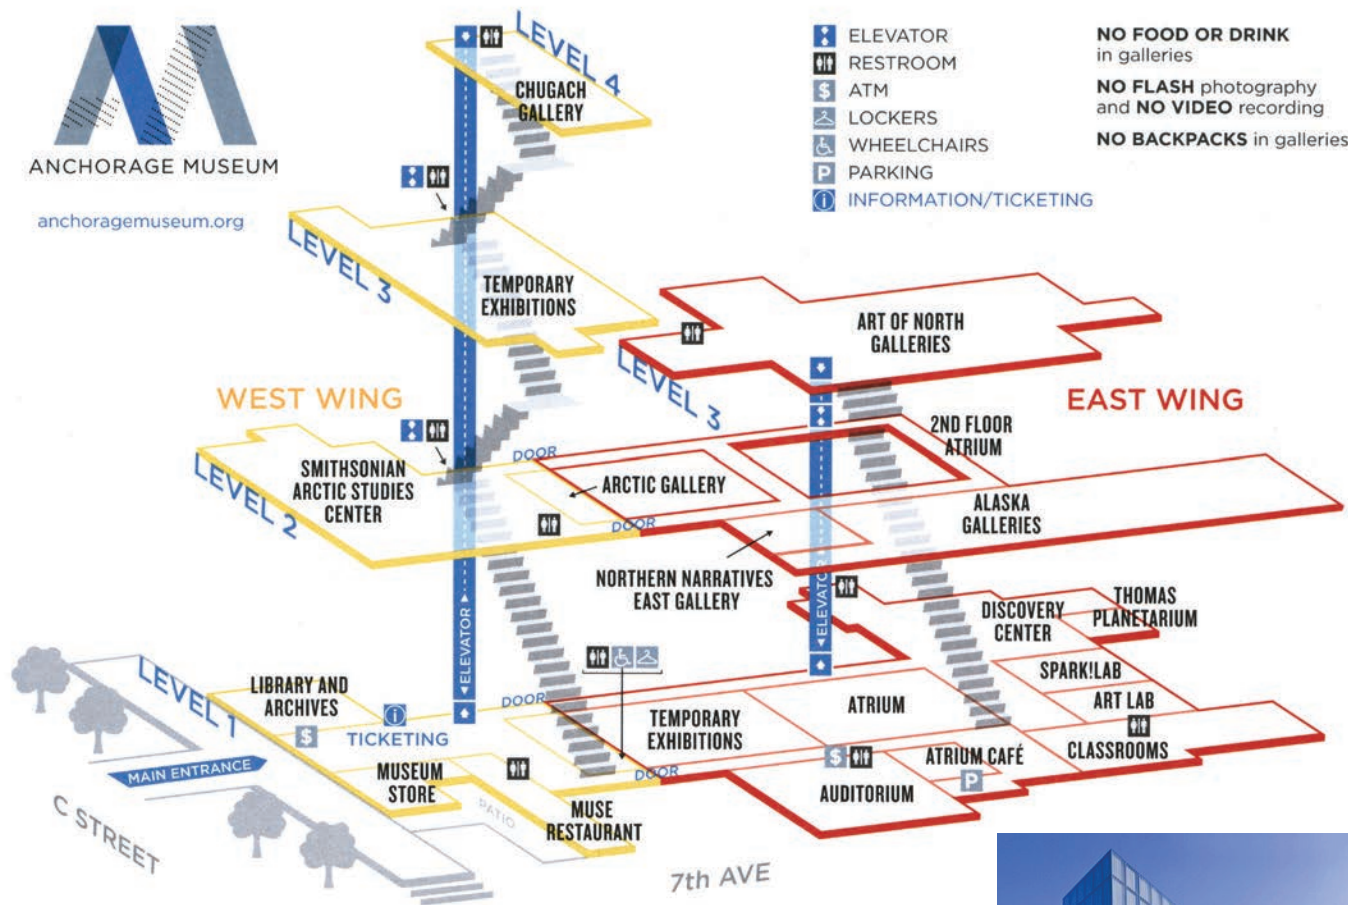 ANCHORAGE MUSEUM
anchoragemuseum.org
ELEVATOR
RESTROOM
$ ATM
LOCKERS
WHEELCHAIRS
P PARKING
i INFORMATION/TICKETING
NO FOOD OR DRINK
in galleries
NO FLASH photography
and NO VIDEO recording
NO BACKPACKS in galleries
LEVEL 4
CHUGACH
GALLERY
LEVEL 3
TEMPORARY
EXHIBITIONS
LEVEL 3
ART OF NORTH
GALLERIES
WEST WING
EAST WING
LEVEL 2
SMITHSONIAN
ARCTIC STUDIES
CENTER
DOOR
ARCTIC GALLERY
DOOR
2ND FLOOR
ATRIUM
ALASKA
GALLERIES
NORTHERN NARRATIVES
EAST GALLERY
ELEVATOR
ELEVATOR
DISCOVERY
CENTER
THOMAS
PLANETARIUM
SPARK!LAB
ART LAB
CLASSROOMS
LEVEL 1
LIBRARY AND
ARCHIVES
$
i
TICKETING
DOOR
TEMPORARY
EXHIBITIONS
ATRIUM
$
ATRIUM CAFÉ
P
AUDITORIUM
DOOR
MAIN ENTRANCE
MUSEUM
STORE
PATIO
MUSE
RESTAURANT
C STREET
7th AVE